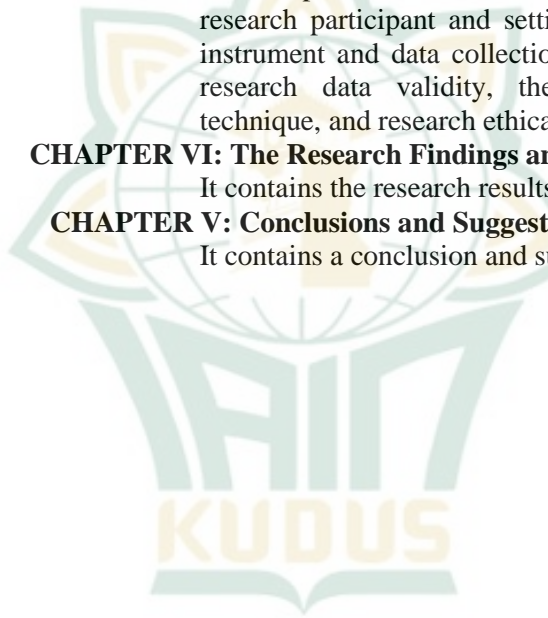 research participant and setti
instrument and data collectio
research data validity, the
technique, and research ethica
CHAPTER VI: The Research Findings an
It contains the research results
CHAPTER V: Conclusions and Suggest
It contains a conclusion and su
IAIN
KUDUS